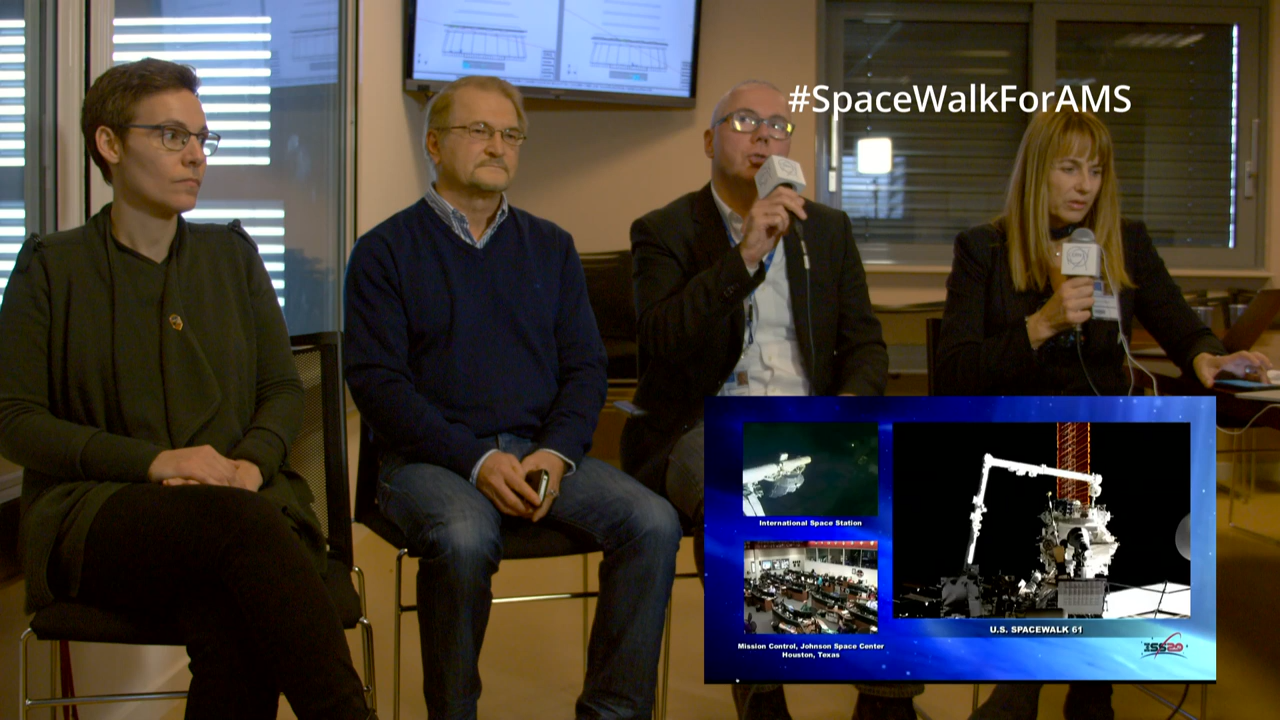 #SpaceWalkForAMS
International Space Station
Mission Control, Johnson Space Center
Houston, Texas
U.S. SPACEWALK 61
ISS20